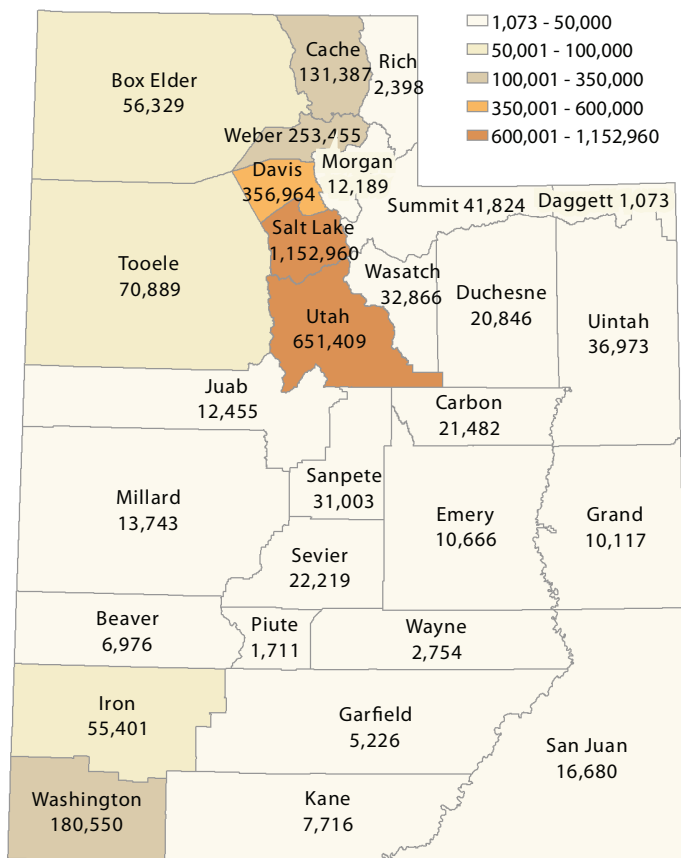 1,073 - 50,000
50,001 - 100,000
100,001 - 350,000
350,001 - 600,000
600,001 - 1,152,960
Cache
131,387
Rich
2,398
Box Elder
56,329
Weber 253,455
Morgan
12,189
Davis
356,964
Summit 41,824
Daggett 1,073
Salt Lake
1,152,960
Tooele
70,889
Wasatch
32,866
Duchesne
20,846
Uintah
36,973
Utah
651,409
Juab
12,455
Carbon
21,482
Sanpete
31,003
Millard
13,743
Emery
10,666
Grand
10,117
Sevier
22,219
Beaver
6,976
Piute
1,711
Wayne
2,754
Iron
55,401
Garfield
5,226
San Juan
16,680
Washington
180,550
Kane
7,716